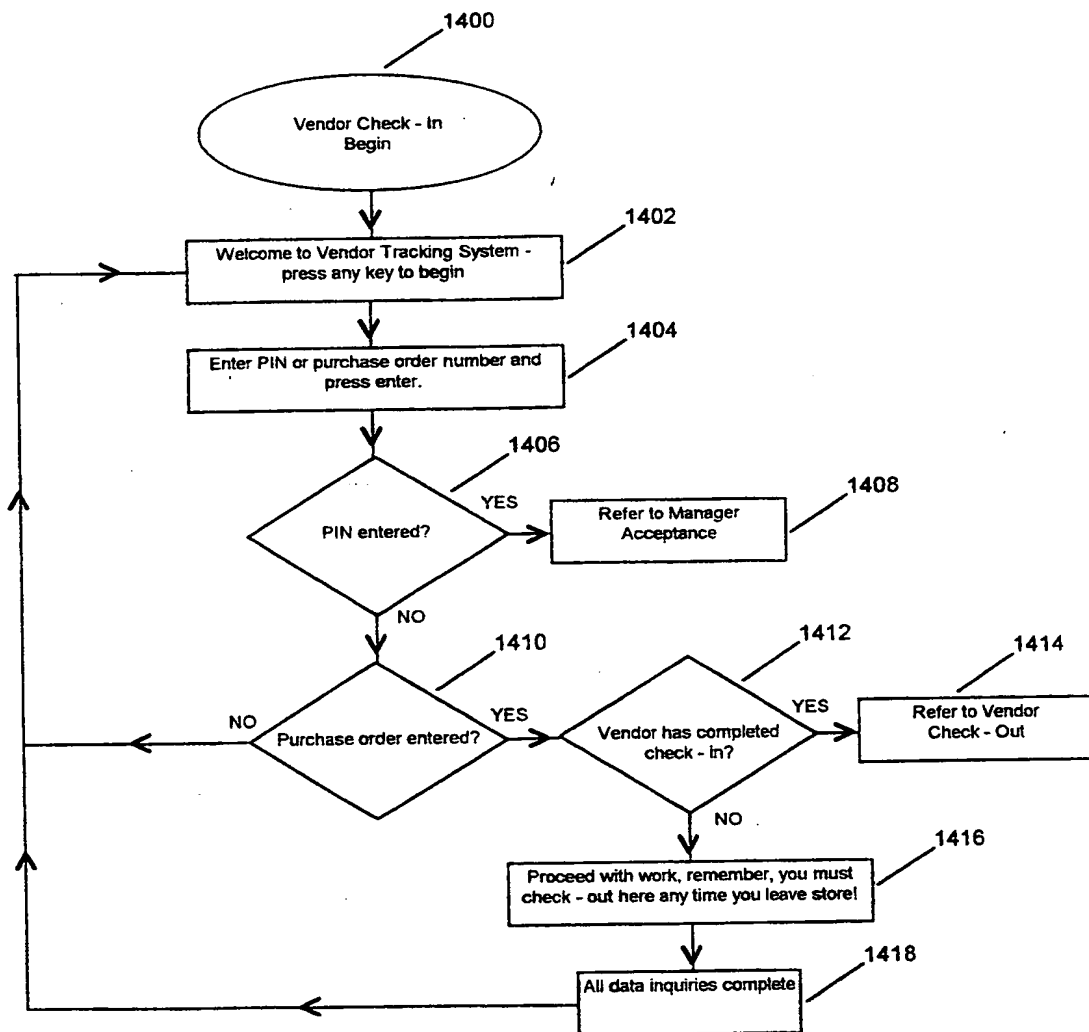 1400
Vendor Check - In
Begin
1402
Welcome to Vendor Tracking System -
press any key to begin
1404
Enter PIN or purchase order number and
press enter.
1406
PIN entered?
YES
1408
Refer to Manager
Acceptance
NO
1410
Purchase order entered?
NO
YES
1412
Vendor has completed
check - in?
YES
1414
Refer to Vendor
Check - Out
NO
1416
Proceed with work, remember, you must
check - out here any time you leave store!
1418
All data inquiries complete